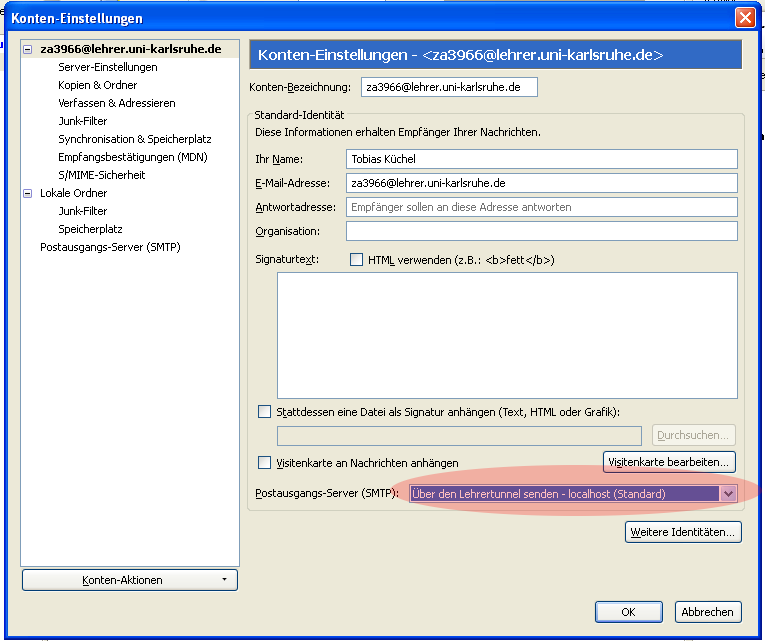 Konten-Einstellungen
za3966@lehrer.uni-karlsruhe.de
Server-Einstellungen
Kopien & Ordner
Verfassen & Adressieren
Junk-Filter
Synchronisation & Speicherplatz
Empfangsbestätigungen (MDN)
S/MIME-Sicherheit
Lokale Ordner
Junk-Filter
Speicherplatz
Postausgangs-Server (SMTP)
Konten-Aktionen
Konten-Einstellungen - <za3966@lehrer.uni-karlsruhe.de>
Konten-Bezeichnung: za3966@lehrer.uni-karlsruhe.de
Standard-Identität
Diese Informationen erhalten Empfänger Ihrer Nachrichten.
Ihr Name: Tobias Küchel
E-Mail-Adresse: za3966@lehrer.uni-karlsruhe.de
Antwortadresse: Empfänger sollen an diese Adresse antworten
Organisation:
Signaturtext: HTML verwenden (z.B.: <b>fett</b>)
Stattdessen eine Datei als Signatur anhängen (Text, HTML oder Grafik):
Durchsuchen...
Visitenkarte an Nachrichten anhängen Visitenkarte bearbeiten...
Postausgangs-Server (SMTP): Über den Lehrertunnel senden - localhost (Standard)
Weitere Identitäten...
OK Abbrechen